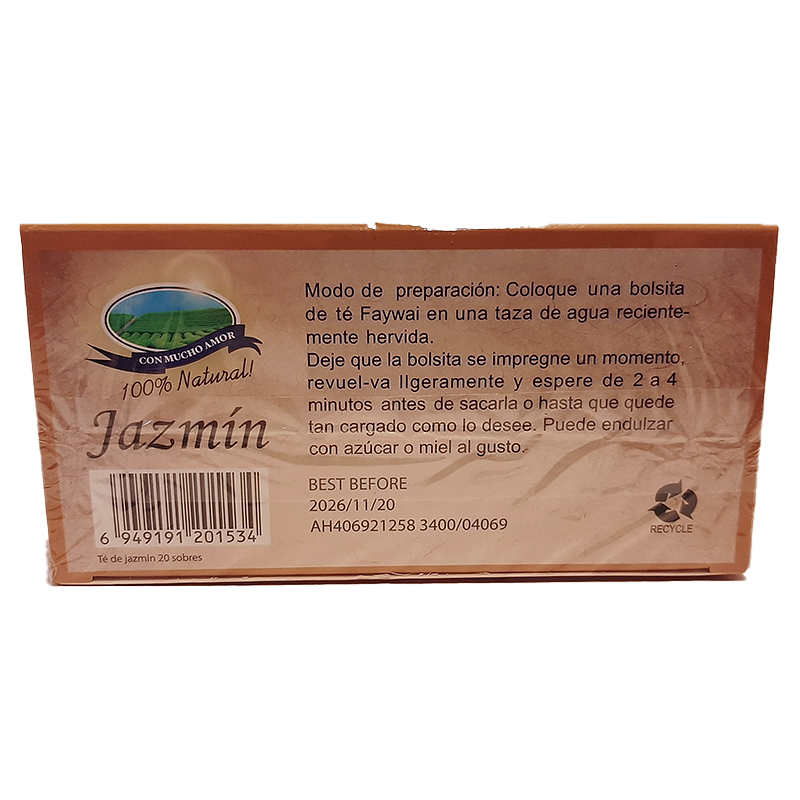 CON MUCHO AMOR
100% Natural!
Jazmín
6 949191 201534
Té de jazmín 20 sobres
Modo de preparación: Coloque una bolsita
de té Faywai en una taza de agua reciente-
mente hervida.
Deje que la bolsita se impregne un momento,
revuel-va lIgeramente y espere de 2 a 4
minutos antes de sacarla o hasta que quede
tan cargado como lo desee. Puede endulzar
con azúcar o miel al gusto.
BEST BEFORE
2026/11/20
AH406921258 3400/04069
RECYCLE